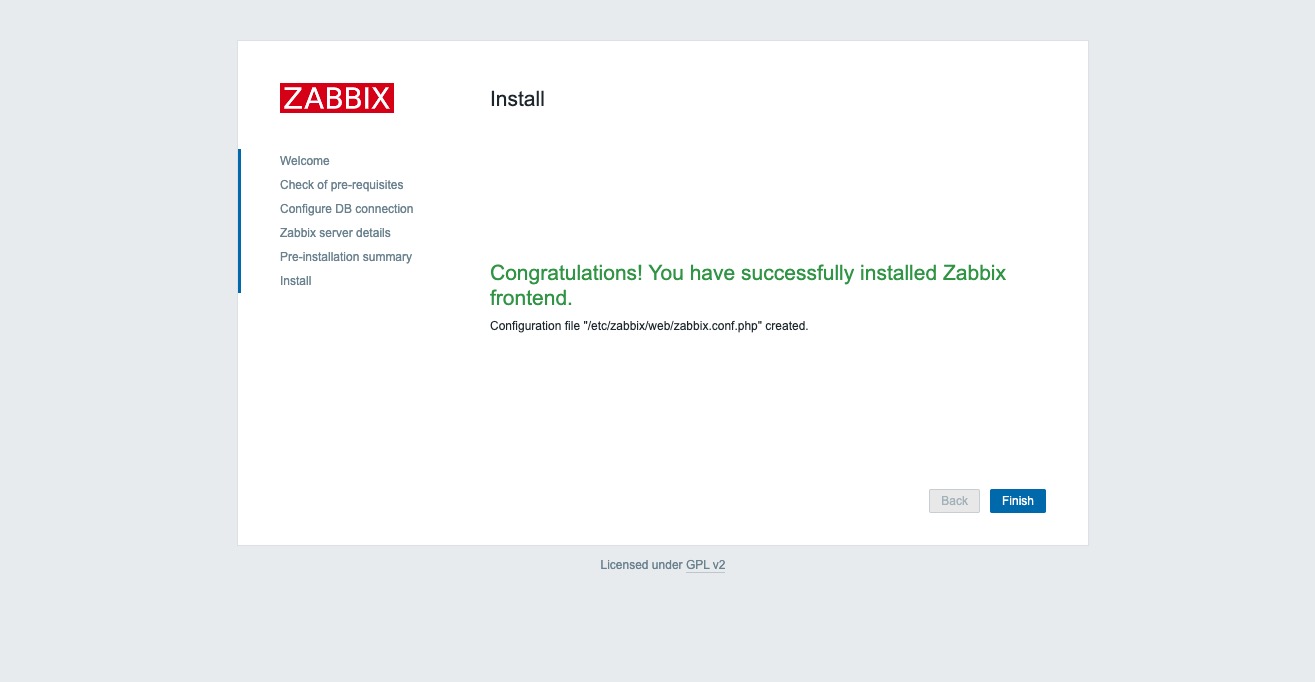 ZABBIX
Install
Welcome
Check of pre-requisites
Configure DB connection
Zabbix server details
Pre-installation summary
Install
Congratulations! You have successfully installed Zabbix
frontend.
Configuration file "/etc/zabbix/web/zabbix.conf.php" created.
Back
Finish
Licensed under GPL v2